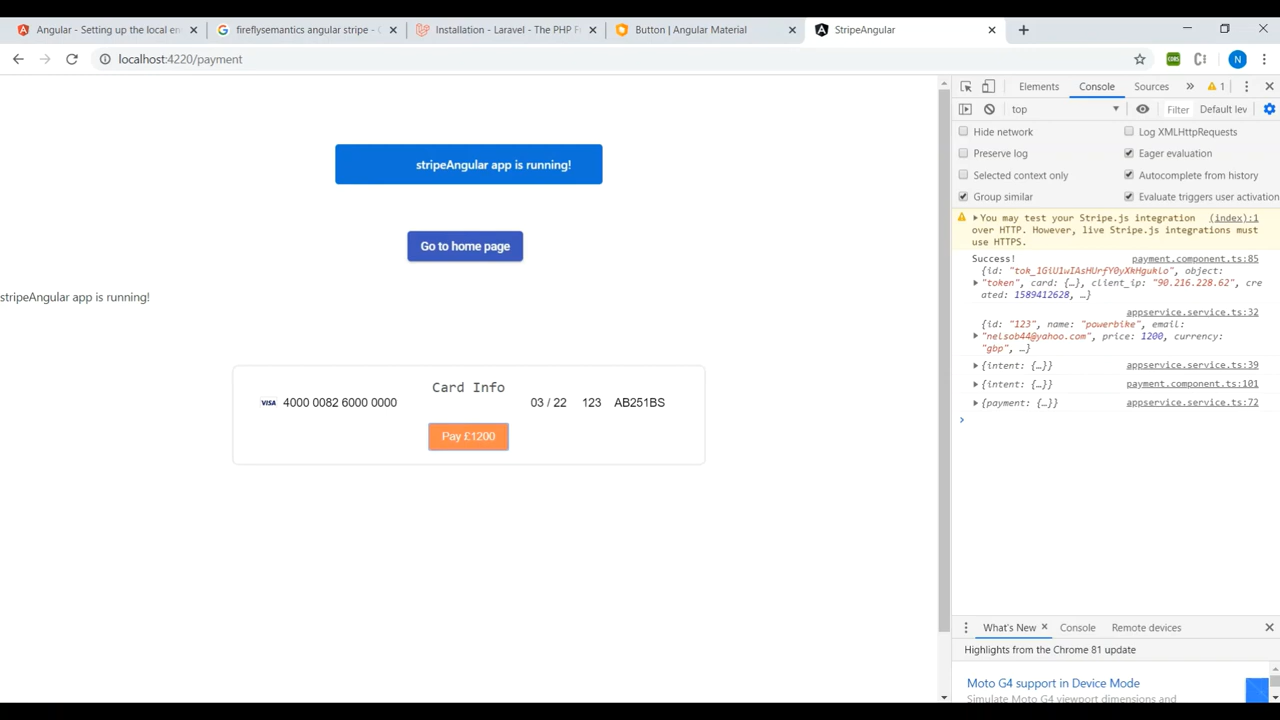 Angular - Setting up the local en
fireflysemantics angular stripe - G
Installation - Laravel - The PHP F
Button | Angular Material
StripeAngular
localhost:4220/payment
CORS
N
stripeAngular app is running!
Go to home page
stripeAngular app is running!
Card Info
VISA 4000 0082 6000 0000 03 / 22 123 AB251BS
Pay £1200
Elements Console Sources » 1
top Filter Default lev
Hide network Log XMLHttpRequests
Preserve log Eager evaluation
Selected context only Autocomplete from history
Group similar Evaluate triggers user activation
You may test your Stripe.js integration (index):1
over HTTP. However, live Stripe.js integrations must
use HTTPS.
Success! payment.component.ts:85
{id: "tok_1GiU1wIAsHUrfY0yXkHgukio", object:
"token", card: {…}, client_ip: "90.216.228.62", cre
ated: 1589412628, …}
appservice.service.ts:32
{id: "123", name: "powerbike", email:
"nelsob44@yahoo.com", price: 1200, currency:
"gbp", …}
{intent: {…}} appservice.service.ts:39
{intent: {…}} payment.component.ts:101
{payment: {…}} appservice.service.ts:72
What's New Console Remote devices
Highlights from the Chrome 81 update
Moto G4 support in Device Mode
Simulate Moto G4 viewport dimensions and